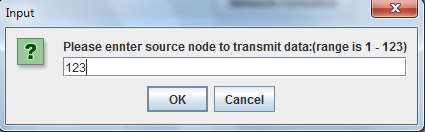 Input
Please ennter source node to transmit data:(range is 1 - 123)
123
OK Cancel